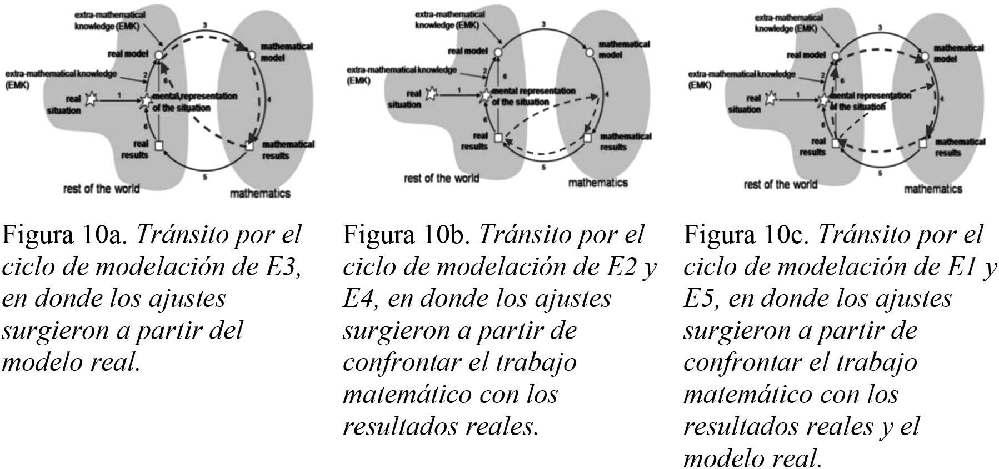 extra-mathematical
knowledge (EMK)
3
real model
mathematical
model
extra-mathematical knowledge
(EMK)
2
6
real
situation
1
mental representation
of the situation
4
6
real
results
mathematical
results
5
rest of the world
mathematics
extra-mathematical
knowledge (EMK)
3
real model
mathematical
model
extra-mathematical knowledge
(EMK)
2
6
real
situation
1
mental representation
of the situation
4
6
real
results
mathematical
results
5
rest of the world
mathematics
extra-mathematical
knowledge (EMK)
3
real model
mathematical
model
extra-mathematical knowledge
(EMK)
2
6
real
situation
1
mental representation
of the situation
4
6
real
results
mathematical
results
5
rest of the world
mathematics
Figura 10a. Tránsito por el
ciclo de modelación de E3,
en donde los ajustes
surgieron a partir del
modelo real.
Figura 10b. Tránsito por el
ciclo de modelación de E2 y
E4, en donde los ajustes
surgieron a partir de
confrontar el trabajo
matemático con los
resultados reales.
Figura 10c. Tránsito por el
ciclo de modelación de E1 y
E5, en donde los ajustes
surgieron a partir de
confrontar el trabajo
matemático con los
resultados reales y el
modelo real.